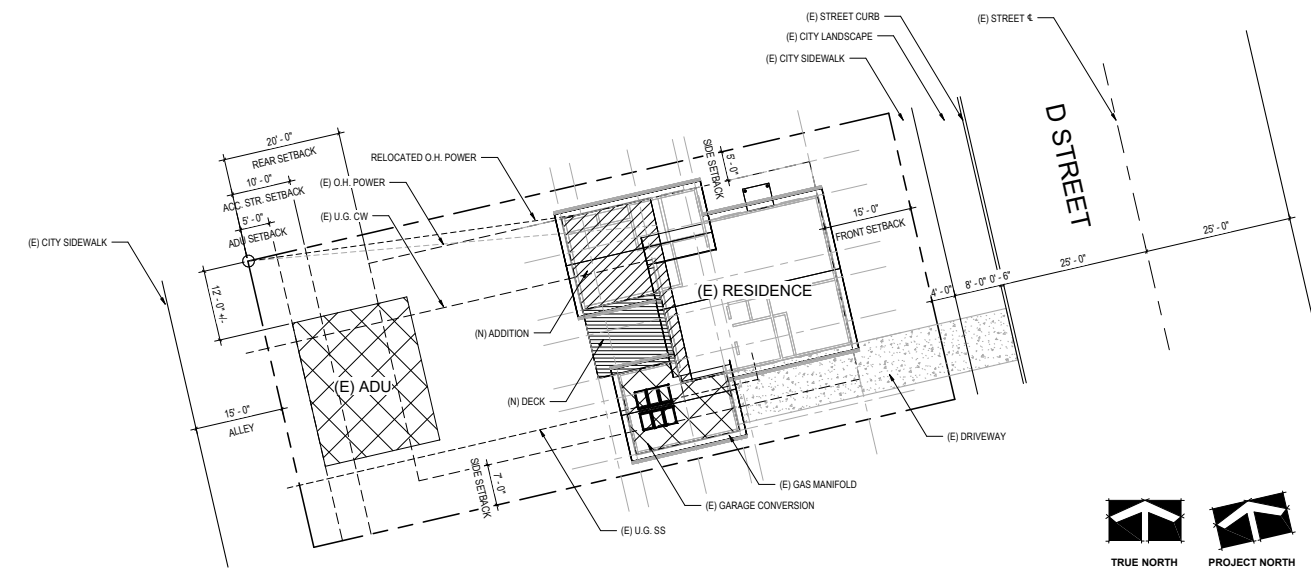 (E) STREET CURB
(E) STREET ℄
(E) CITY LANDSCAPE
(E) CITY SIDEWALK
D STREET
20' - 0"
REAR SETBACK
10' - 0"
ACC. STR. SETBACK
5' - 0"
ADU SETBACK
RELOCATED O.H. POWER
(E) O.H. POWER
(E) U.G. CW
SIDE SETBACK
5' - 0"
15' - 0"
FRONT SETBACK
25' - 0"
25' - 0"
4' - 0"
8' - 0"
0' - 6"
(E) CITY SIDEWALK
12' - 0" +/-
(E) RESIDENCE
(N) ADDITION
(E) ADU
(N) DECK
15' - 0"
ALLEY
(E) DRIVEWAY
SIDE SETBACK
7' - 0"
(E) GAS MANIFOLD
(E) GARAGE CONVERSION
(E) U.G. SS
TRUE NORTH
PROJECT NORTH